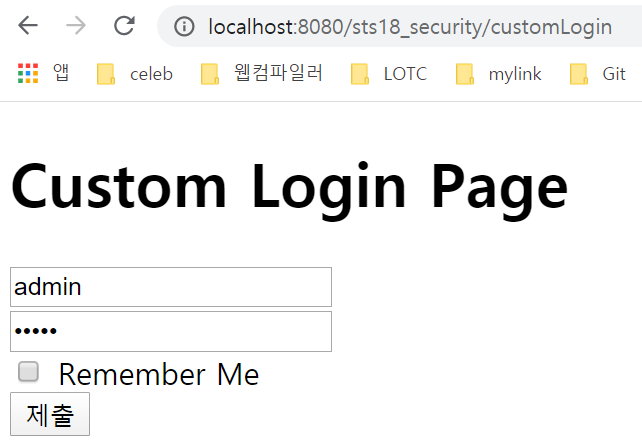 localhost:8080/sts18_security/customLogin
앱 celeb 웹컴파일러 LOTC mylink Git
Custom Login Page
admin
•••••
Remember Me
제출